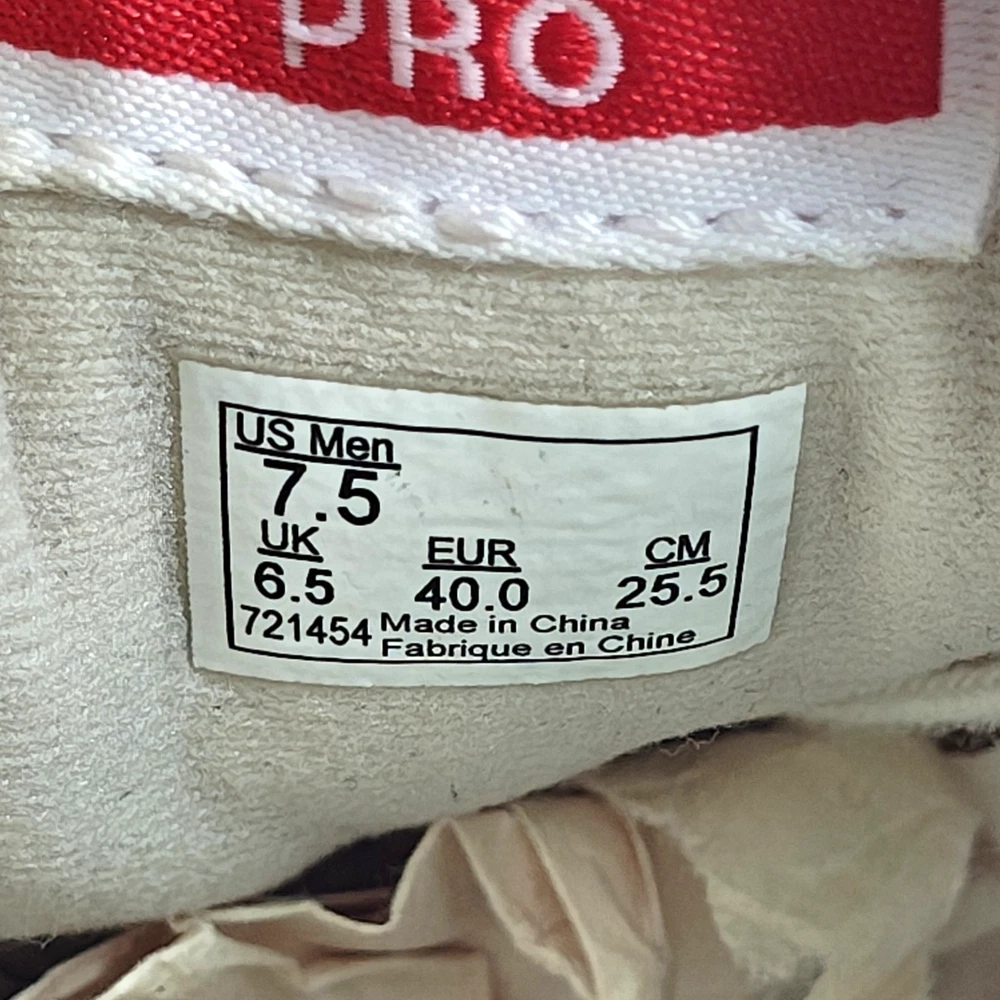 PRO
US Men
7.5
UK EUR CM
6.5 40.0 25.5
721454 Made in China
Fabrique en Chine